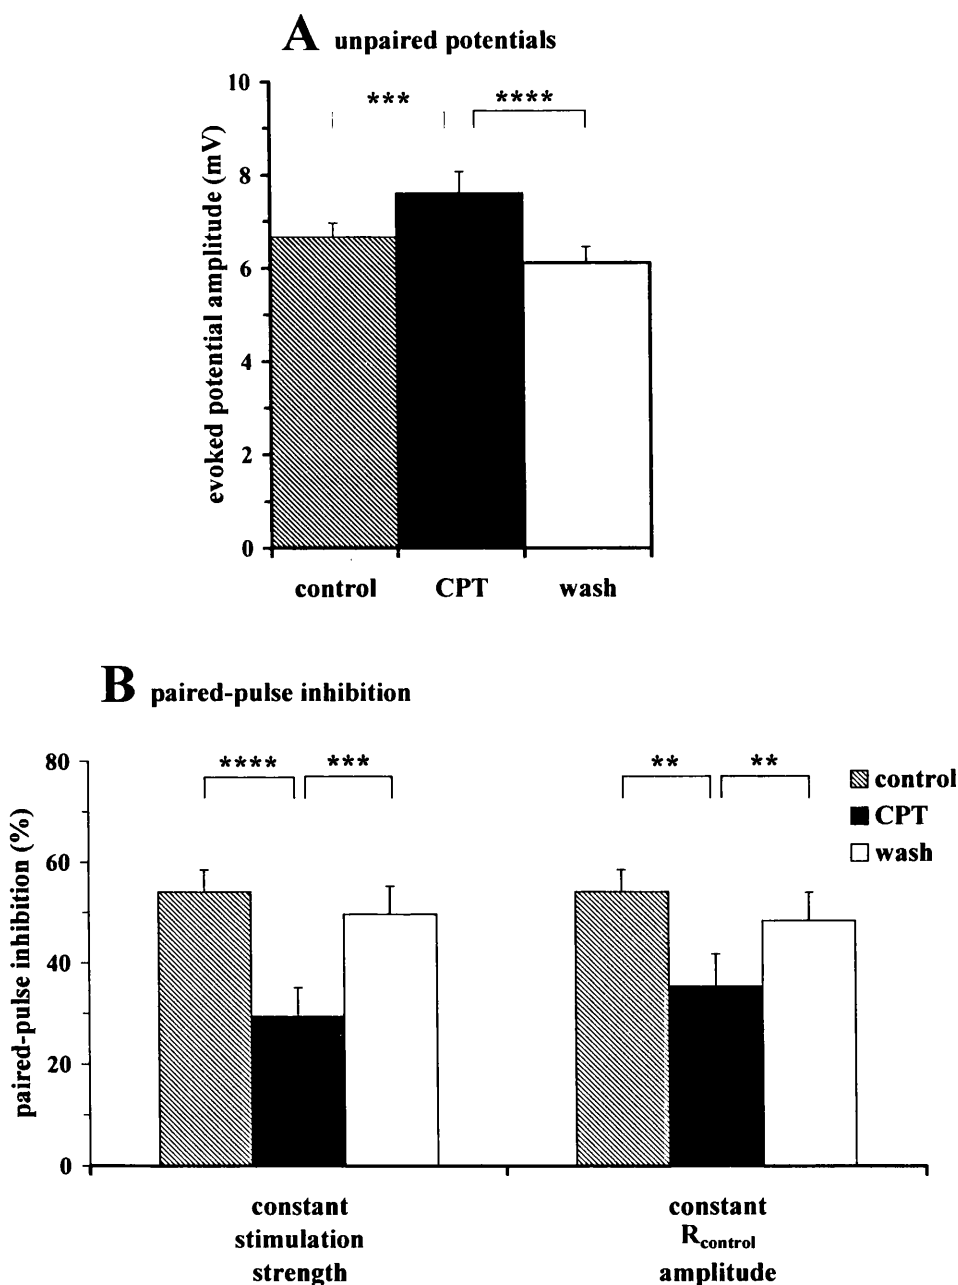 A unpaired potentials
*** ****
evoked potential amplitude (mV)
10
8
6
4
2
0
control CPT wash
B paired-pulse inhibition
**** *** ** **
paired-pulse inhibition (%)
80
60
40
20
0
control
CPT
wash
constant
stimulation
strength
constant
Rcontrol
amplitude